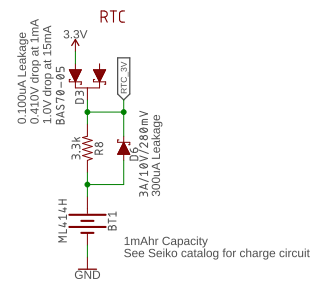 RTC
3.3V
0.100uA Leakage
0.410V drop at 1mA
1.0V drop at 15mA
BAS70-05
D3
RTC_3V
3.3k
R8
D6
3A/10V/280mV
300uA Leakage
ML414H
BT1
1mAhr Capacity
See Seiko catalog for charge circuit
GND